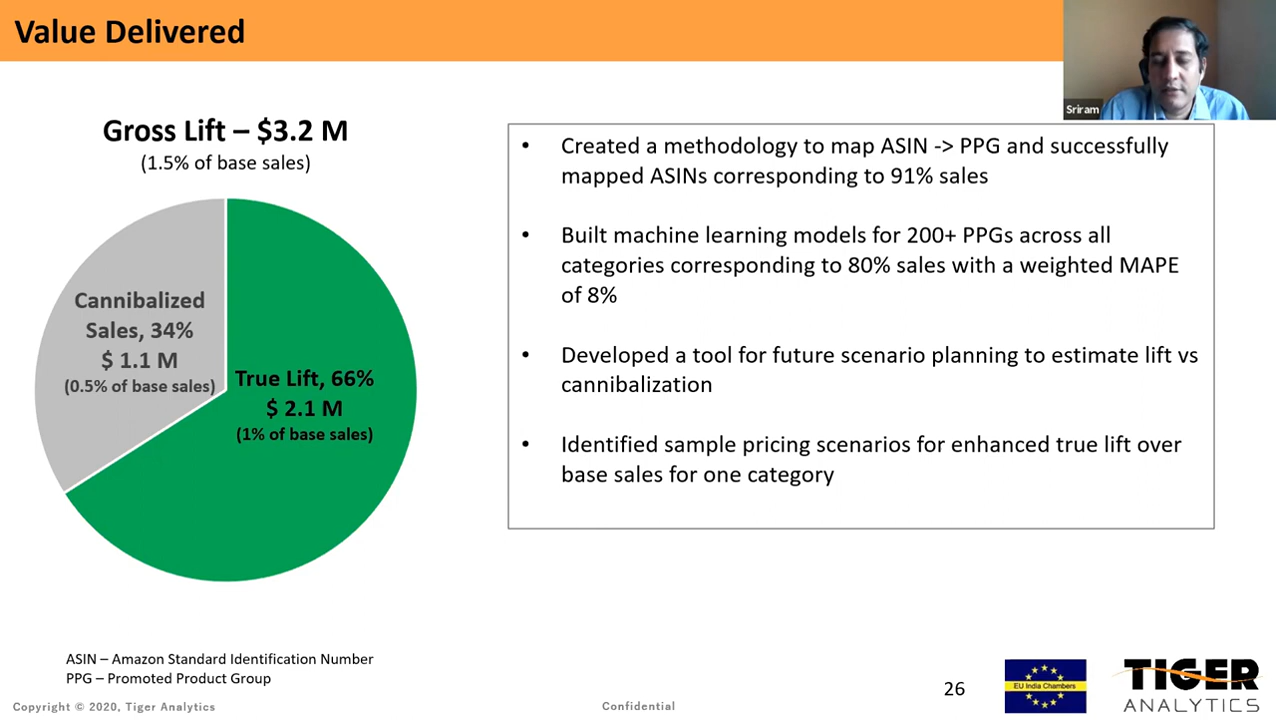 Value Delivered
Sriram
Gross Lift – $3.2 M
(1.5% of base sales)
Cannibalized
Sales, 34%
$ 1.1 M
(0.5% of base sales)
True Lift, 66%
$ 2.1 M
(1% of base sales)
• Created a methodology to map ASIN -> PPG and successfully
mapped ASINs corresponding to 91% sales
• Built machine learning models for 200+ PPGs across all
categories corresponding to 80% sales with a weighted MAPE
of 8%
• Developed a tool for future scenario planning to estimate lift vs
cannibalization
• Identified sample pricing scenarios for enhanced true lift over
base sales for one category
ASIN – Amazon Standard Identification Number
PPG – Promoted Product Group
Copyright © 2020, Tiger Analytics
Confidential
26
EU India Chambers
TIGER
ANALYTICS